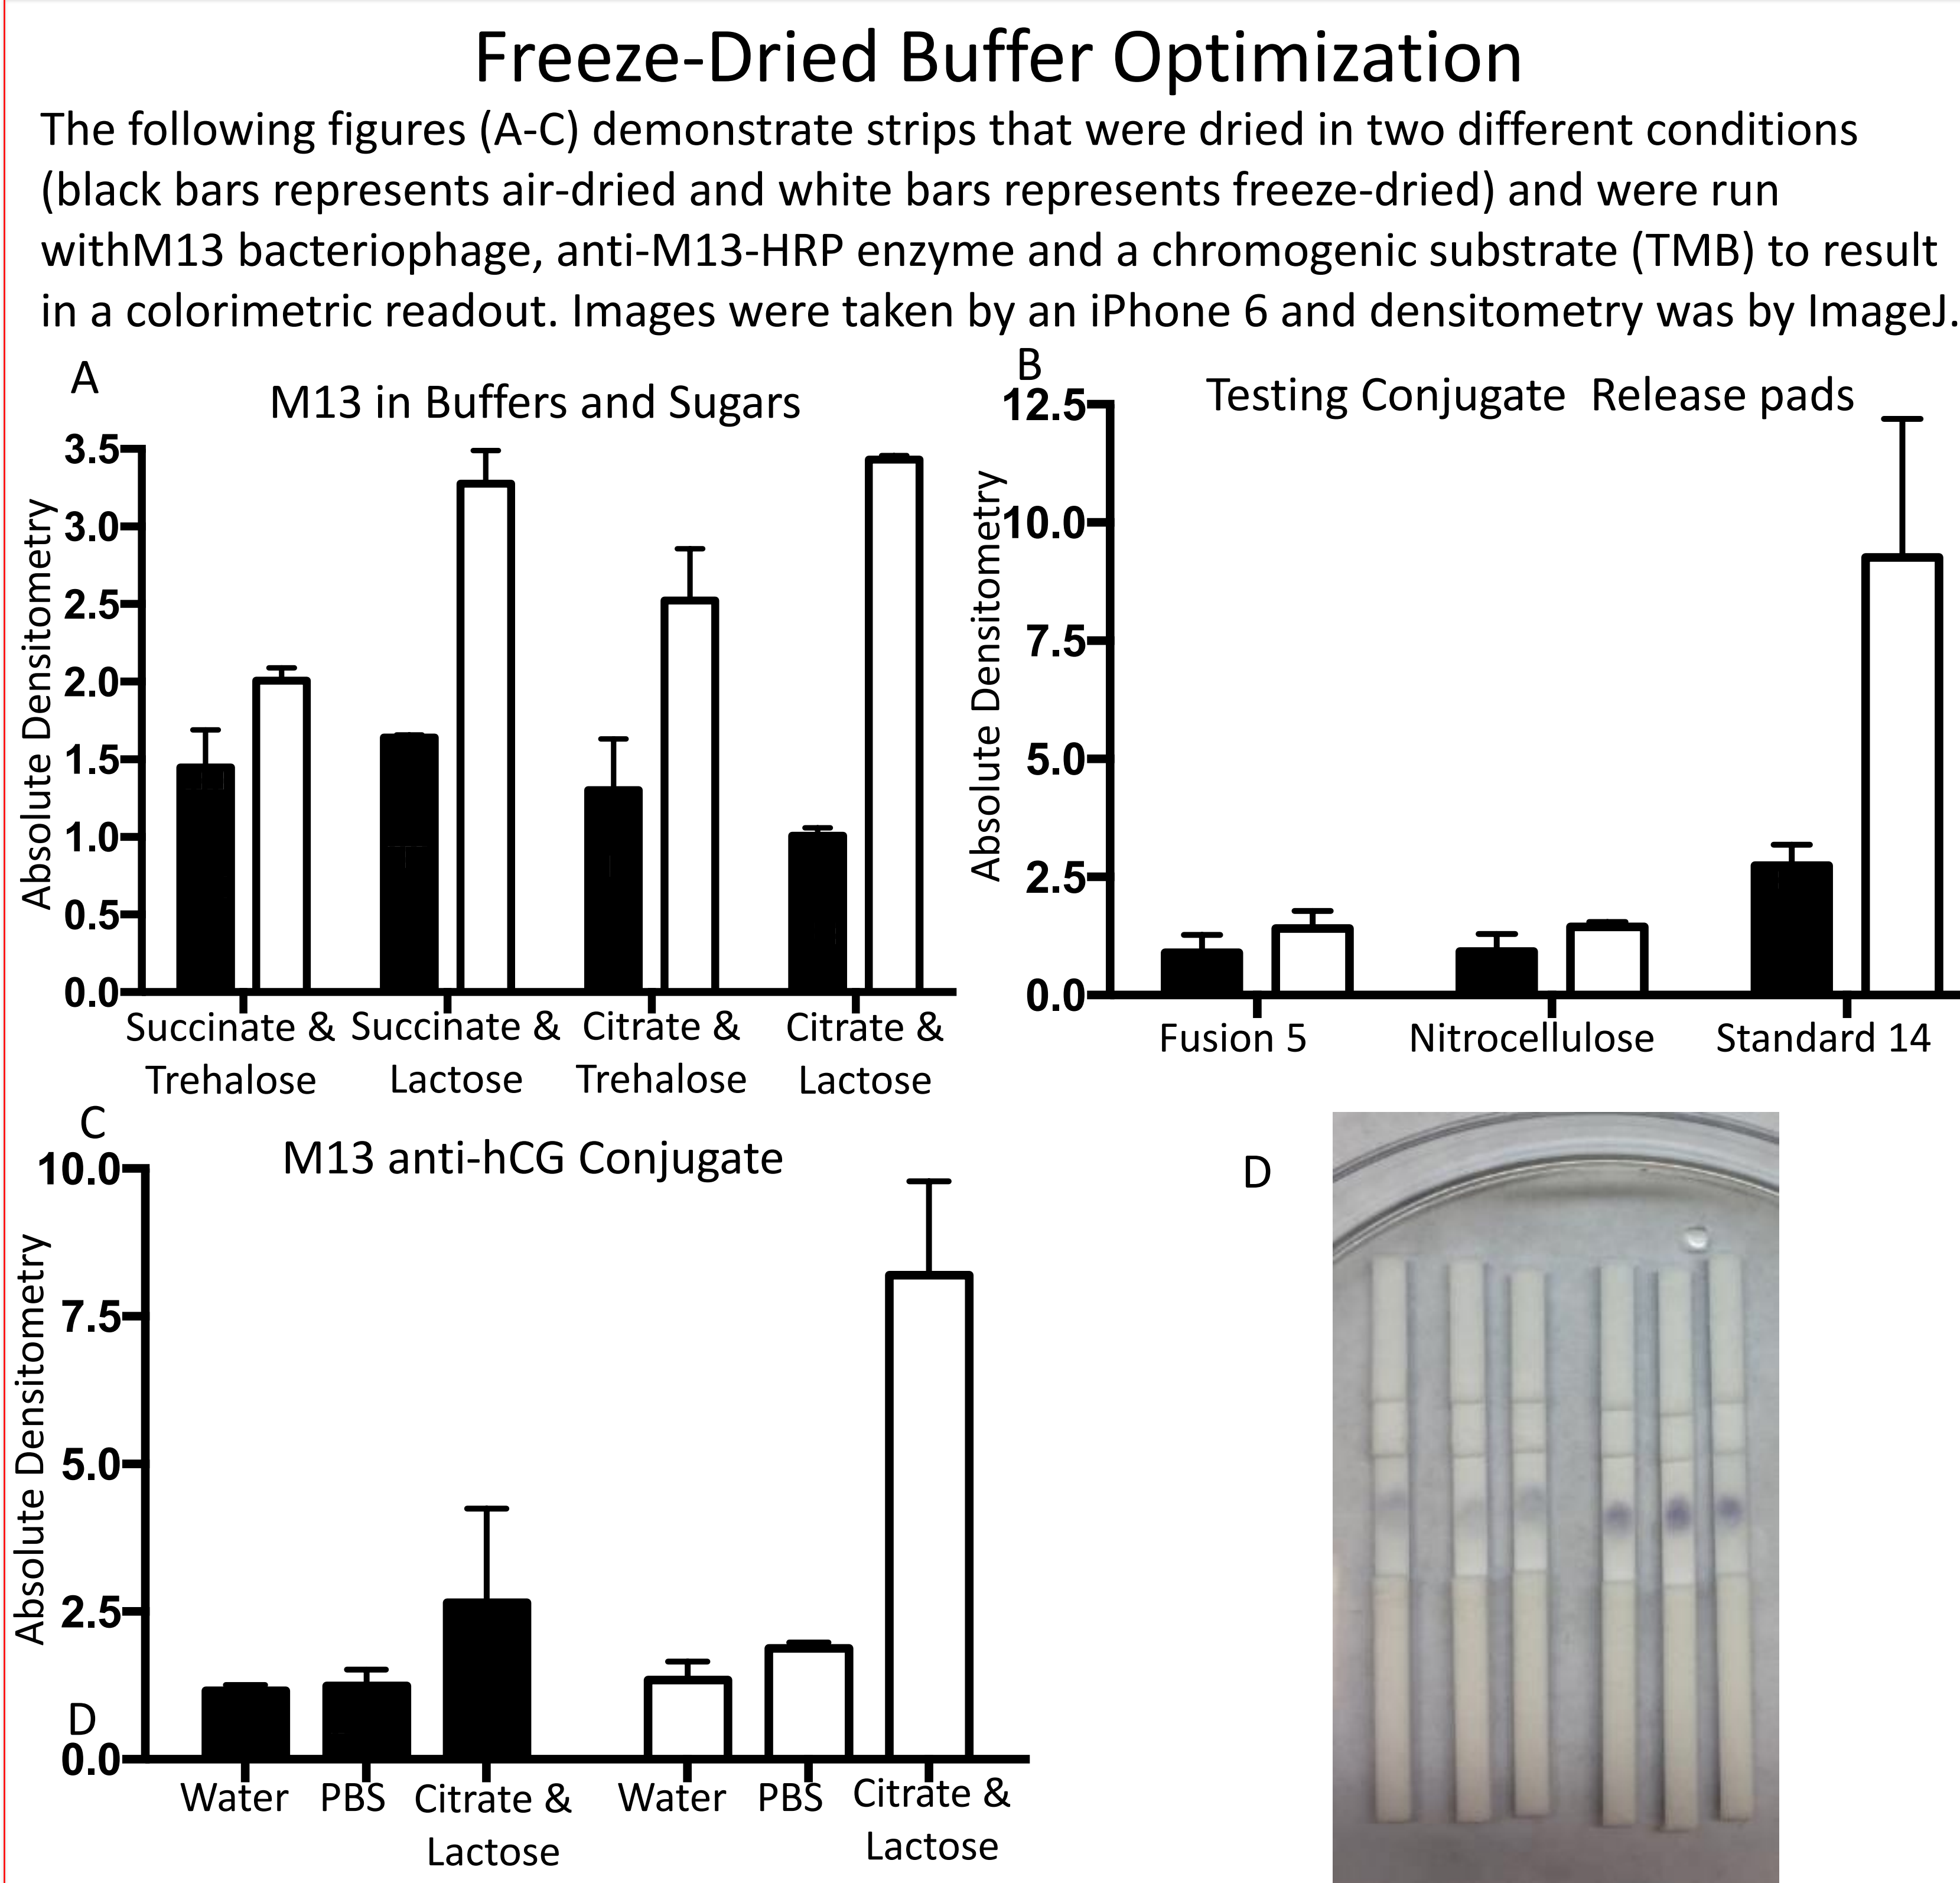 Freeze-Dried Buffer Optimization
The following figures (A-C) demonstrate strips that were dried in two different conditions
(black bars represents air-dried and white bars represents freeze-dried) and were run
withM13 bacteriophage, anti-M13-HRP enzyme and a chromogenic substrate (TMB) to result
in a colorimetric readout. Images were taken by an iPhone 6 and densitometry was by ImageJ.
A
M13 in Buffers and Sugars
Absolute Densitometry
3.5
3.0
2.5
2.0
1.5
1.0
0.5
0.0
Succinate &
Trehalose
Succinate &
Lactose
Citrate &
Trehalose
Citrate &
Lactose
B
Testing Conjugate Release pads
Absolute Densitometry
12.5
10.0
7.5
5.0
2.5
0.0
Fusion 5
Nitrocellulose
Standard 14
C
M13 anti-hCG Conjugate
Absolute Densitometry
10.0
7.5
5.0
2.5
D
0.0
Water
PBS
Citrate &
Lactose
Water
PBS
Citrate &
Lactose
D